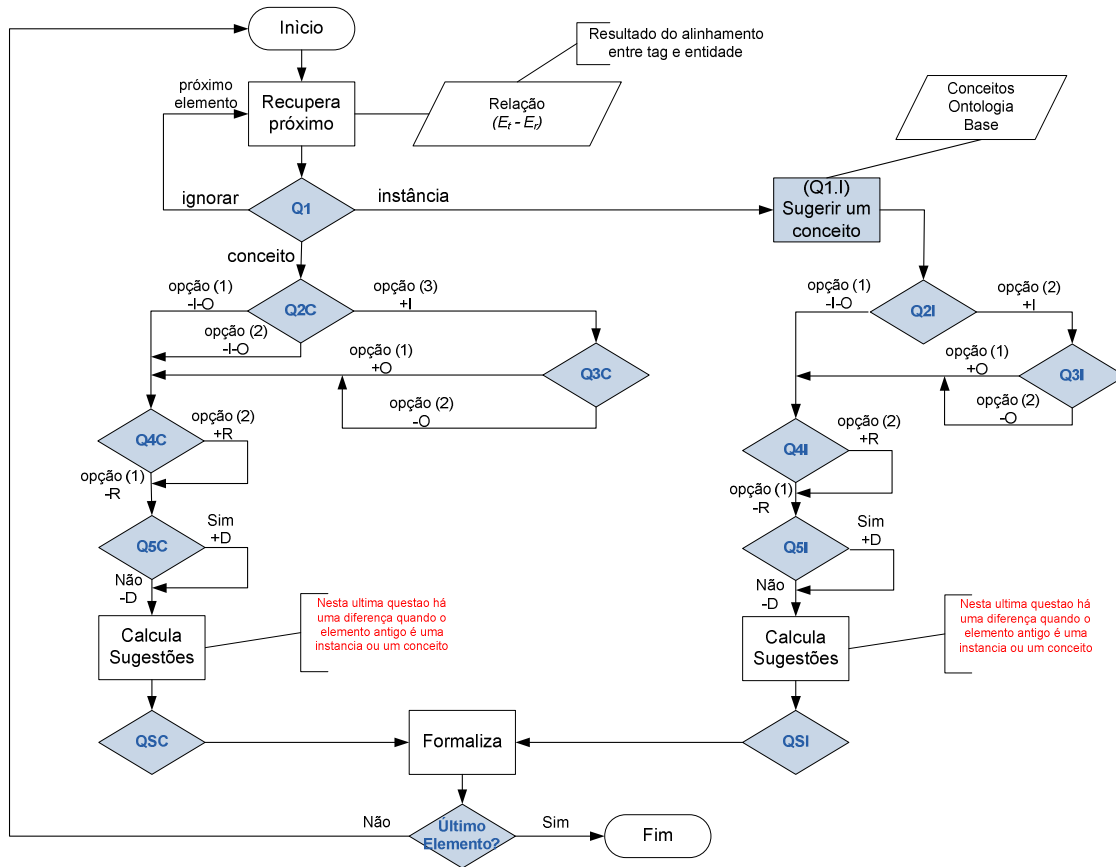 Inìcio
Resultado do alinhamento
entre tag e entidade
próximo
elemento
Recupera
próximo
Relação
(Et - Er)
Conceitos
Ontologia
Base
ignorar
Q1
instância
(Q1.I)
Sugerir um
conceito
conceito
opção (1)
-I-O
Q2C
opção (3)
+I
opção (2)
-I-O
opção (1)
-I-O
Q2I
opção (2)
+I
opção (1)
+O
Q3C
opção (2)
-O
opção (1)
+O
Q3I
opção (2)
-O
Q4C
opção (2)
+R
opção (1)
-R
Q4I
opção (2)
+R
opção (1)
-R
Q5C
Sim
+D
Não
-D
Q5I
Sim
+D
Não
-D
Calcula
Sugestões
Nesta ultima questao há
uma diferença quando o
elemento antigo é uma
instancia ou um conceito
Calcula
Sugestões
Nesta ultima questao há
uma diferença quando o
elemento antigo é uma
instancia ou um conceito
QSC
Formaliza
QSI
Não
Último
Elemento?
Sim
Fim